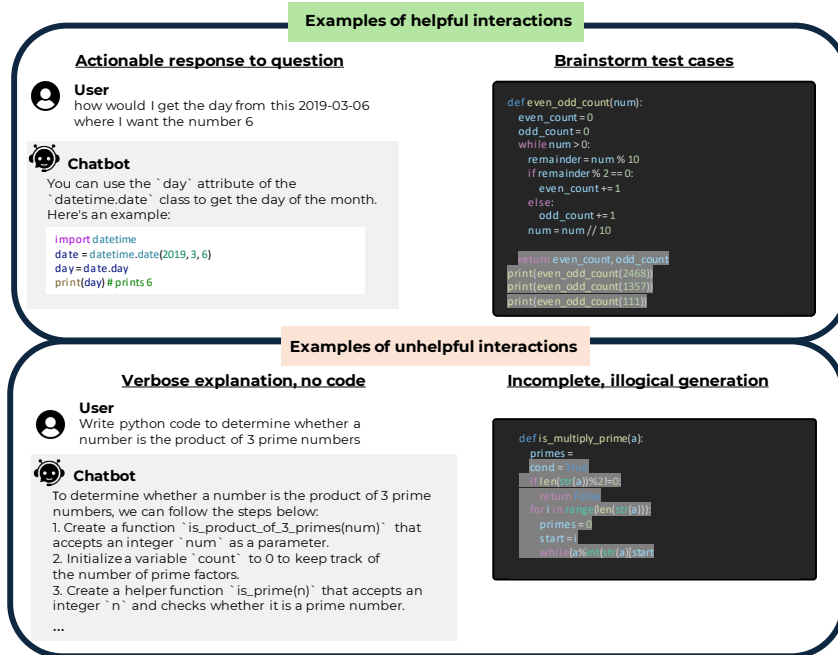 Examples of helpful interactions
Actionable response to question
User
how would I get the day from this 2019-03-06
where I want the number 6
Chatbot
You can use the `day` attribute of the
`datetime.date` class to get the day of the month.
Here's an example:
import datetime
date = datetime.date(2019, 3, 6)
day = date.day
print(day) # prints 6
Brainstorm test cases
def even_odd_count(num):
even_count = 0
odd_count = 0
while num > 0:
remainder = num % 10
if remainder % 2 == 0:
even_count += 1
else:
odd_count += 1
num = num // 10
return even_count, odd_count
print(even_odd_count(2468))
print(even_odd_count(1357))
print(even_odd_count(111))
Examples of unhelpful interactions
Verbose explanation, no code
User
Write python code to determine whether a
number is the product of 3 prime numbers
Chatbot
To determine whether a number is the product of 3 prime
numbers, we can follow the steps below:
1. Create a function `is_product_of_3_primes(num)` that
accepts an integer `num` as a parameter.
2. Initialize a variable `count` to 0 to keep track of
the number of prime factors.
3. Create a helper function `is_prime(n)` that accepts an
integer `n` and checks whether it is a prime number.
...
Incomplete, illogical generation
def is_multiply_prime(a):
primes =
cond = True
if len(str(a))%2!=0:
return False
for i in range(len(str(a))):
primes = 0
start = i
while(a%int(str(a)[start